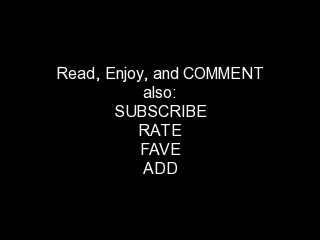 Read, Enjoy, and COMMENT
also:
SUBSCRIBE
RATE
FAVE
ADD